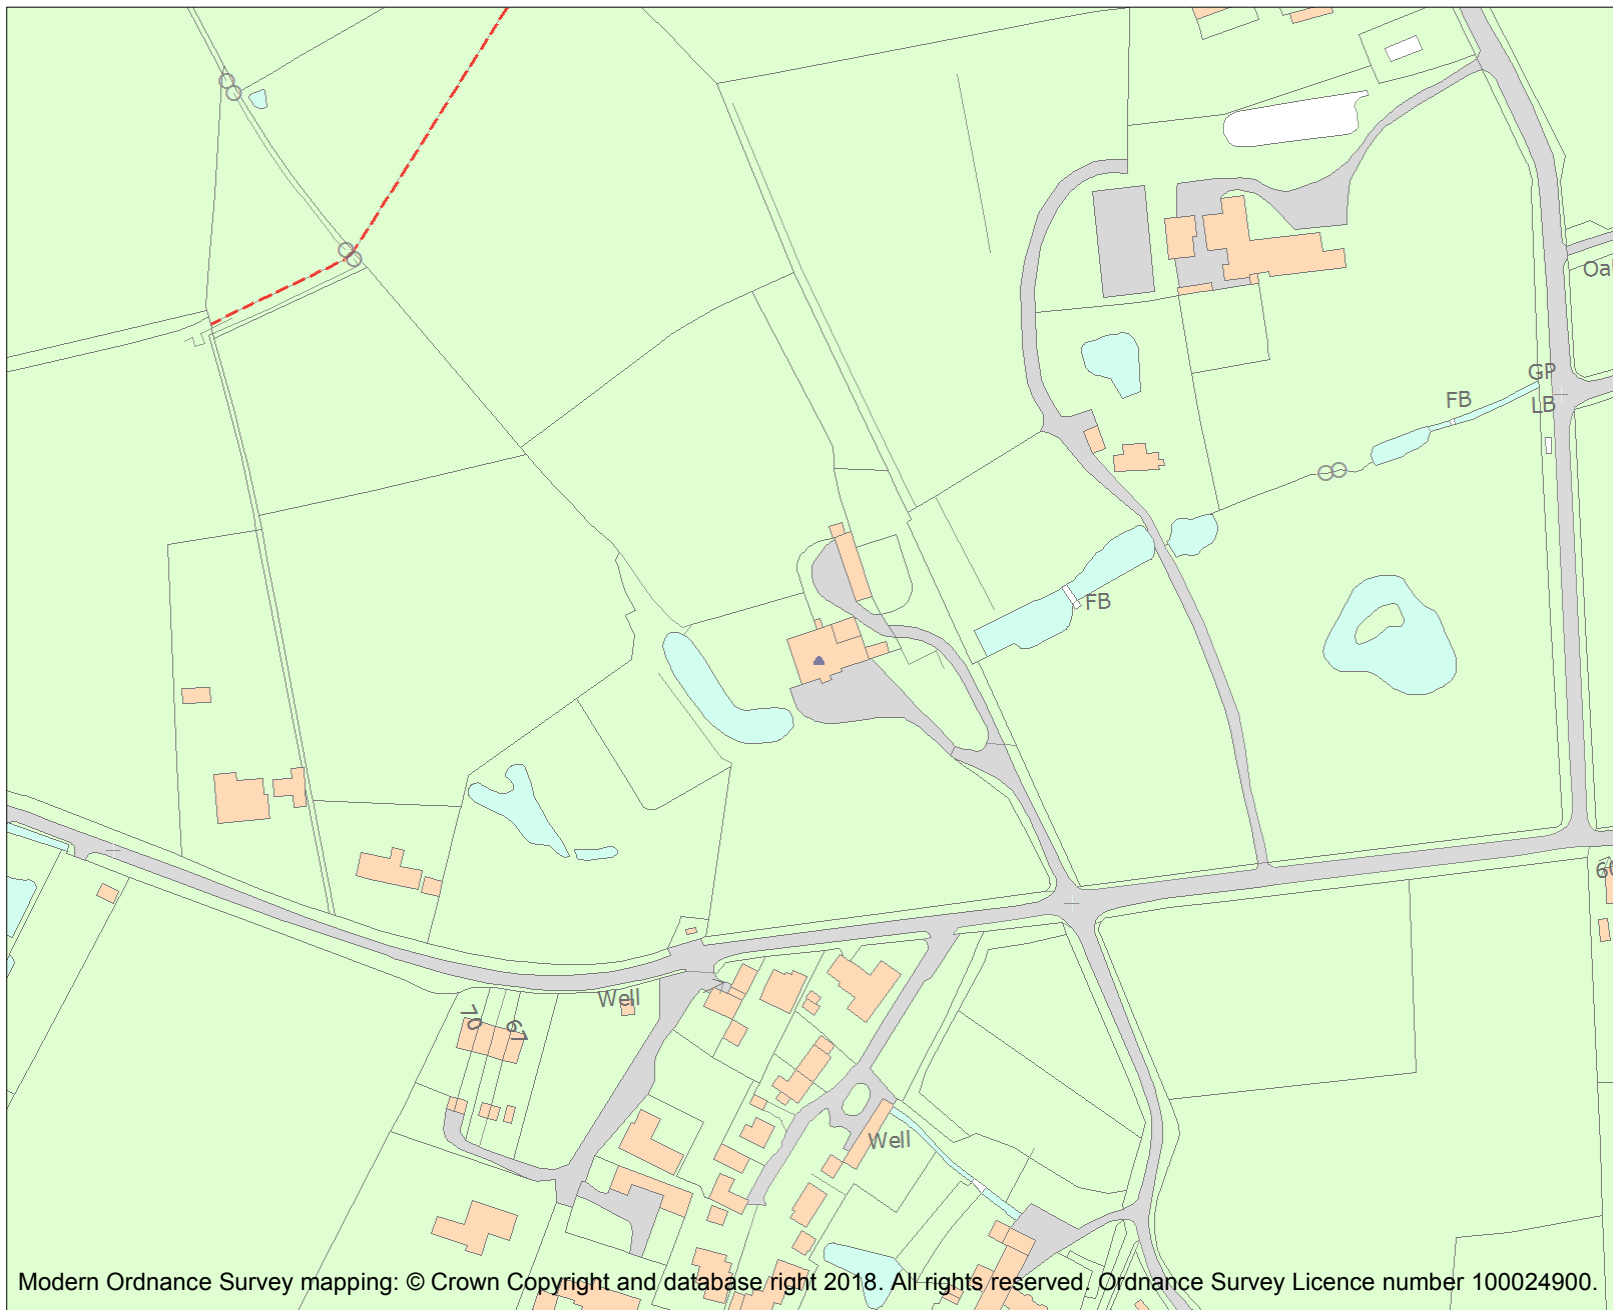 GP
FB
LB
FB
Well
70
67
Well
Modern Ordnance Survey mapping: © Crown Copyright and database right 2018. All rights reserved. Ordnance Survey Licence number 100024900.